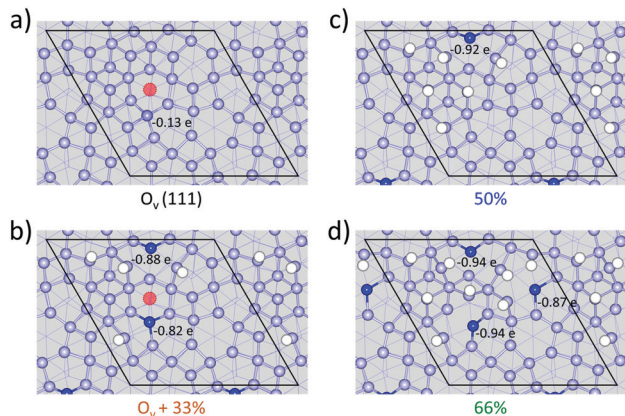 a)
-0.13 e
Oᵥ (111)
b)
-0.88 e
-0.82 e
Oᵥ + 33%
c)
-0.92 e
50%
d)
-0.94 e
-0.87 e
-0.94 e
66%